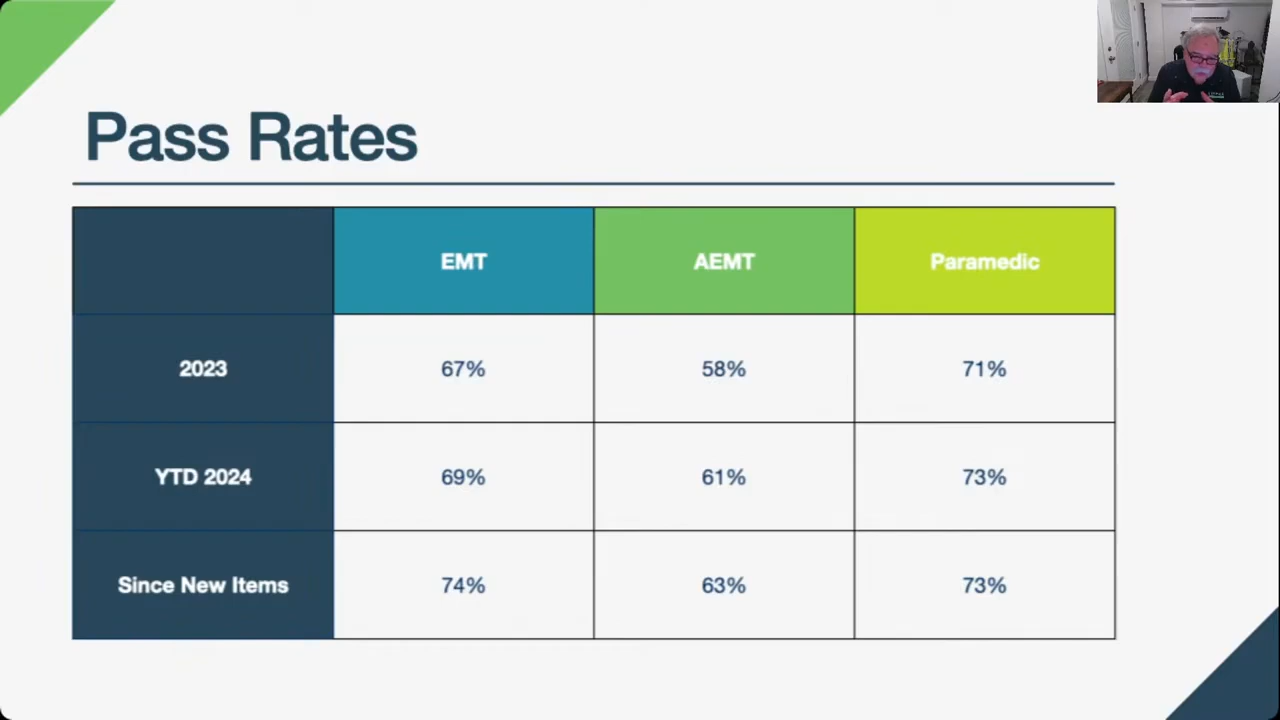 Pass Rates
EMT AEMT Paramedic
2023 67% 58% 71%
YTD 2024 69% 61% 73%
Since New Items 74% 63% 73%